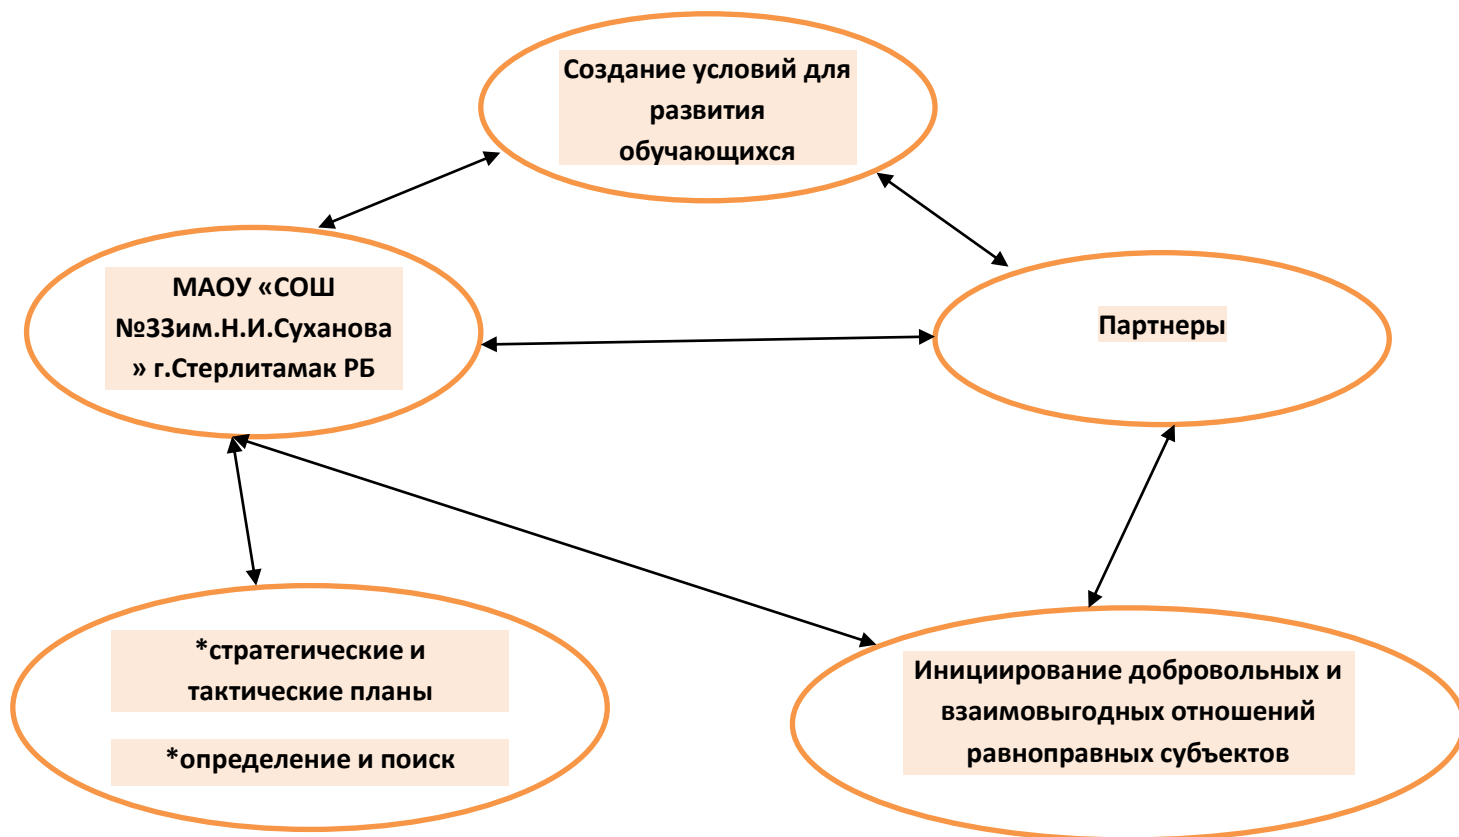 Создание условий для
развития
обучающихся
МАОУ «СОШ
№33им.Н.И.Суханова
» г.Стерлитамак РБ
Партнеры
*стратегические и
тактические планы
*определение и поиск
Инициирование добровольных и
взаимовыгодных отношений
равноправных субъектов